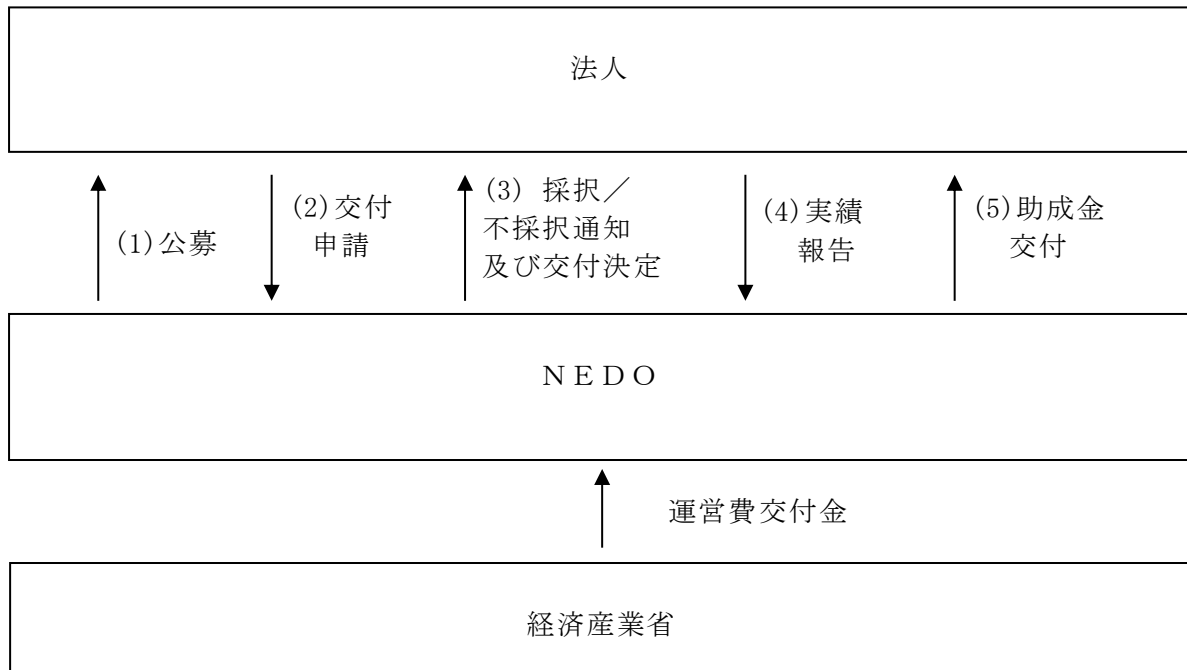 法人
(1)公募
(2)交付
申請
(3) 採択／
不採択通知
及び交付決定
(4)実績
報告
(5)助成金
交付
ＮＥＤＯ
運営費交付金
経済産業省